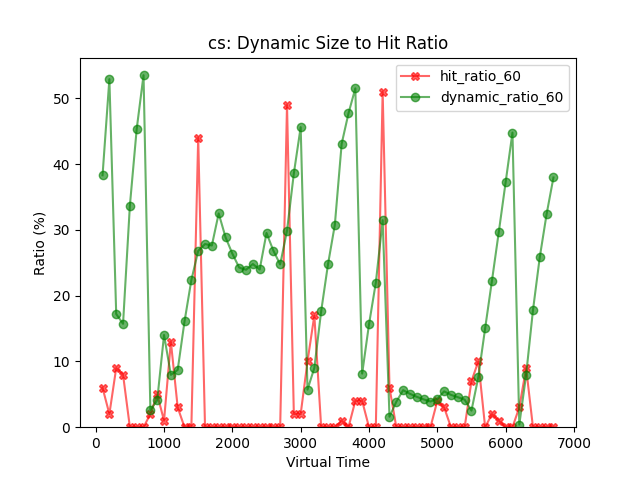 cs: Dynamic Size to Hit Ratio
hit_ratio_60
dynamic_ratio_60
Ratio (%)
50
40
30
20
10
0
0 1000 2000 3000 4000 5000 6000 7000
Virtual Time